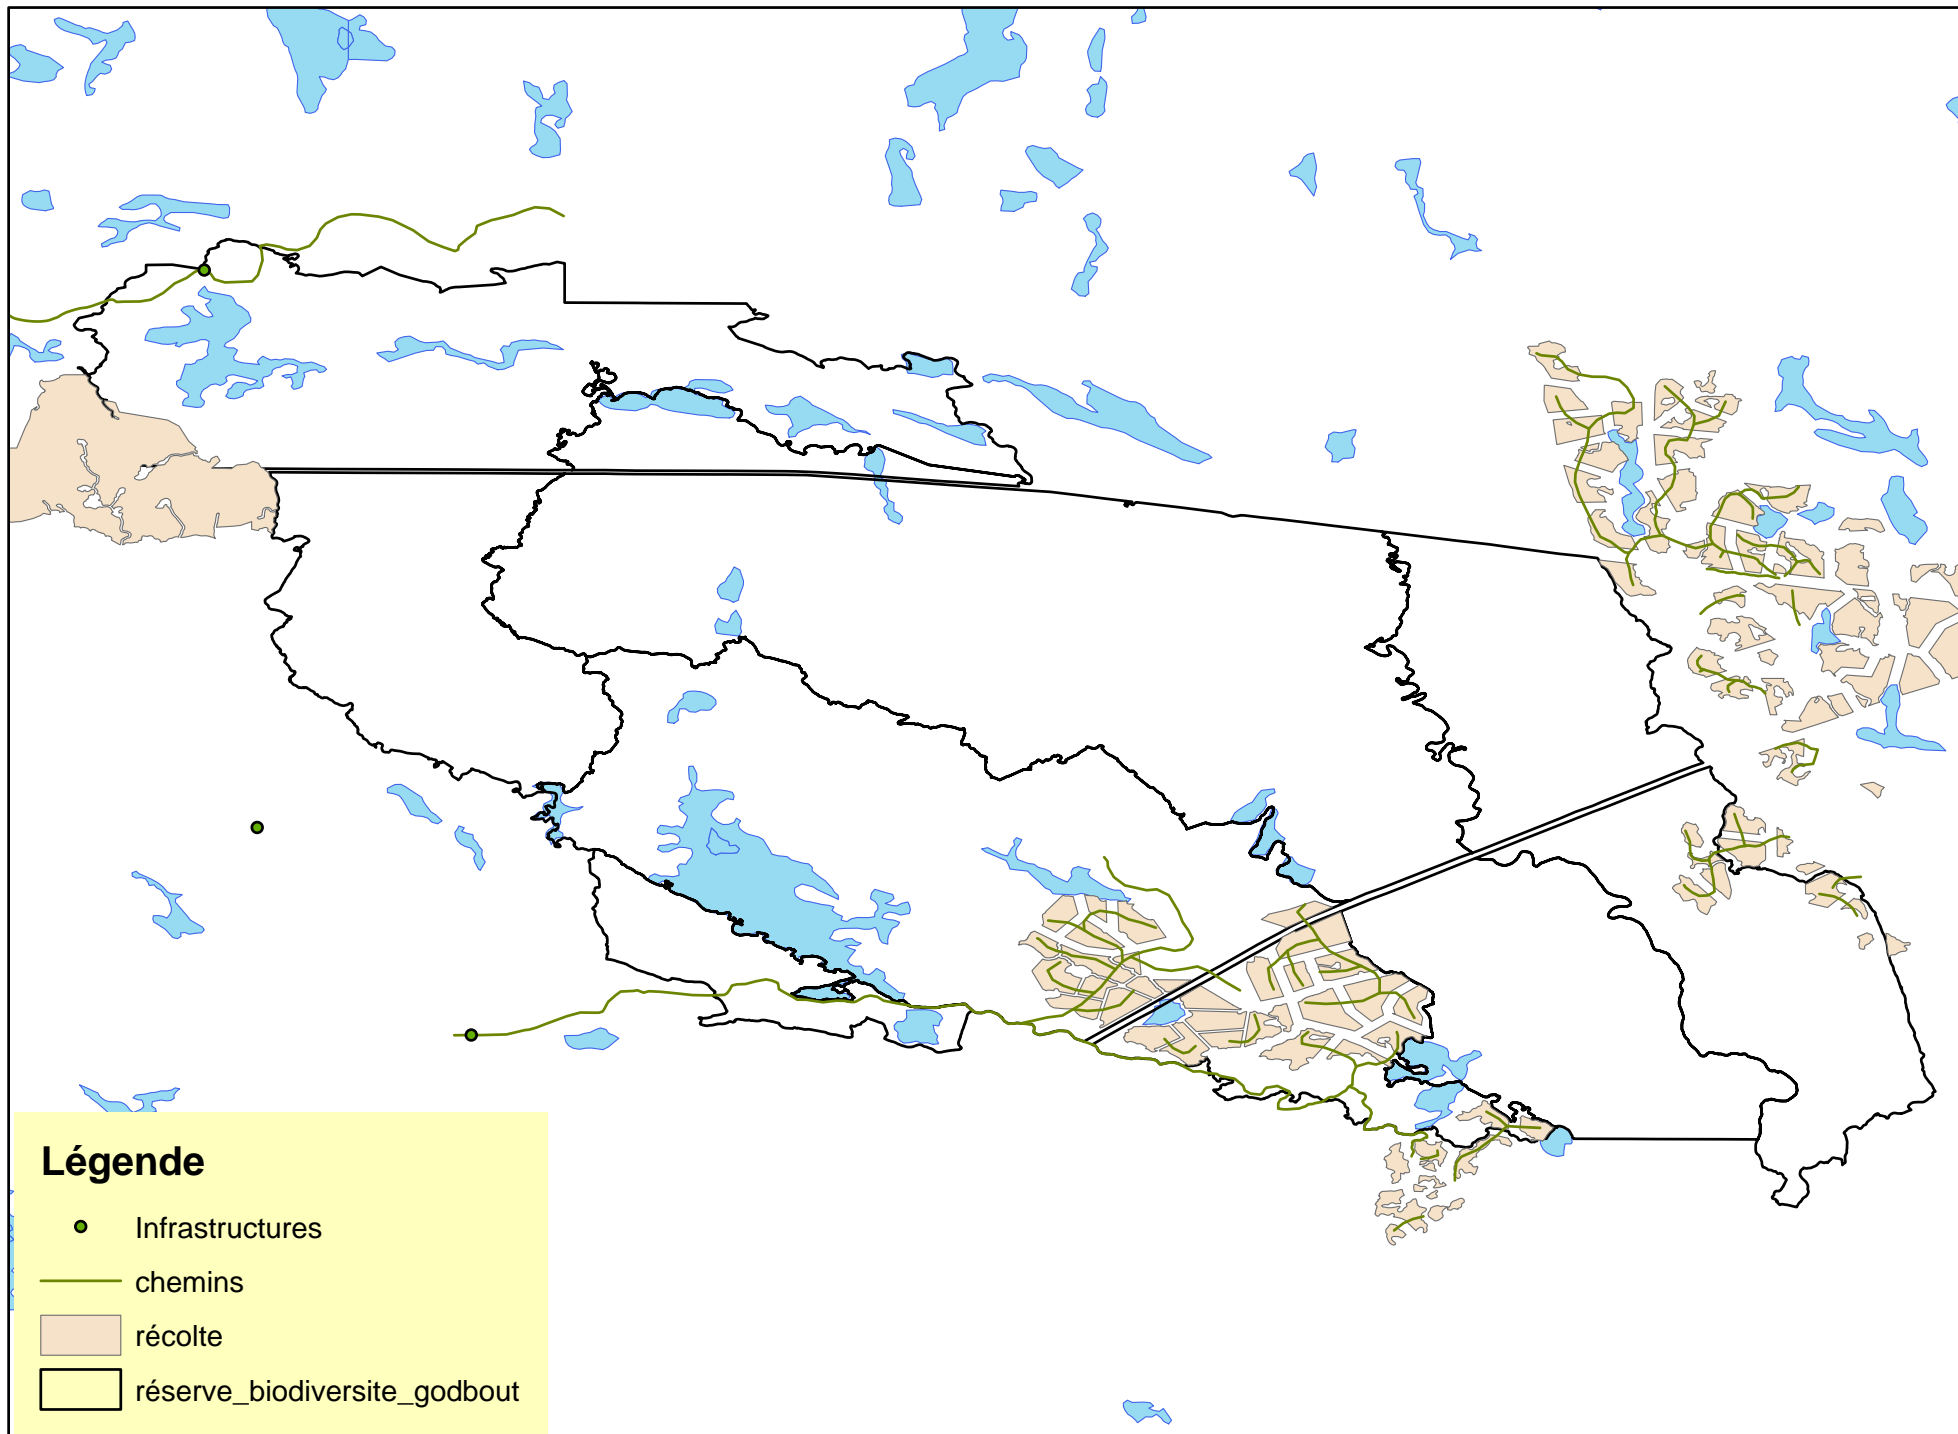 Légende
Infrastructures
chemins
récolte
réserve_biodiversite_godbout